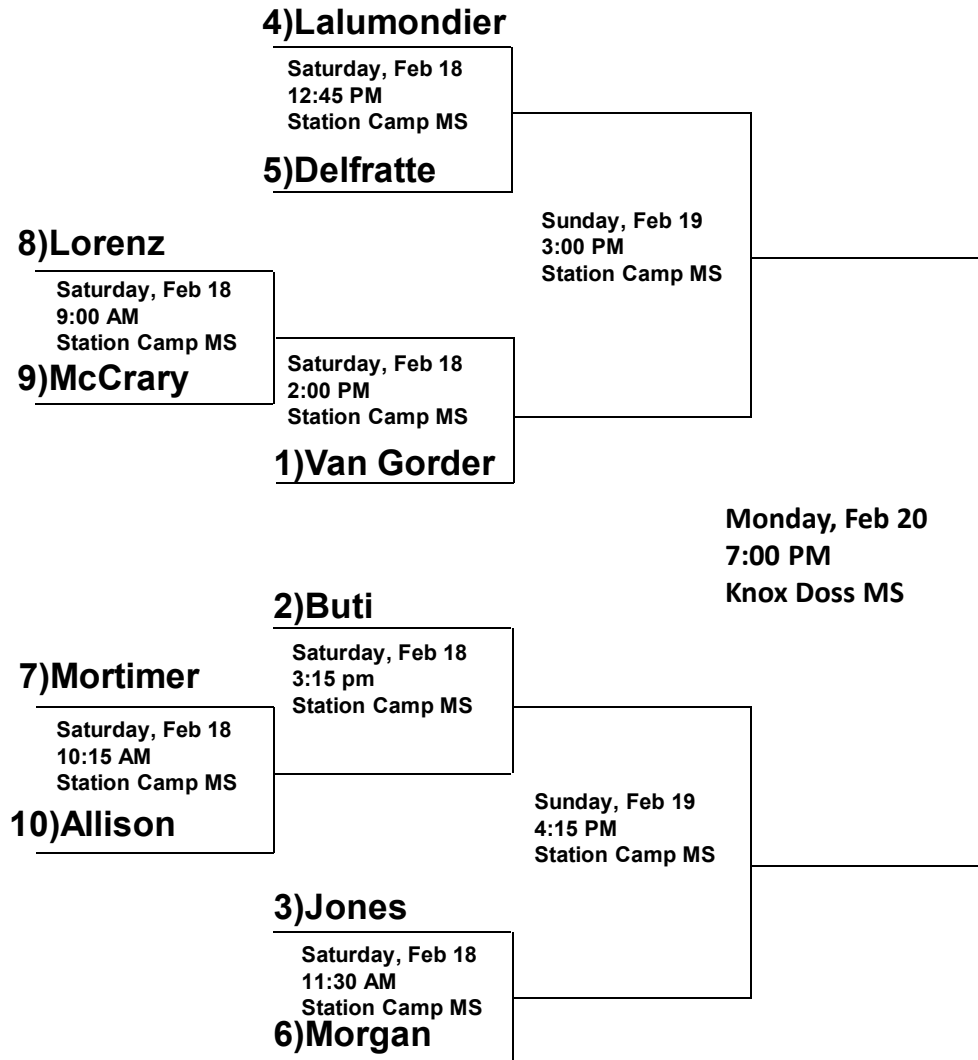 4)Lalumondier
Saturday, Feb 18
12:45 PM
Station Camp MS
5)Delfratte
Sunday, Feb 19
3:00 PM
Station Camp MS
8)Lorenz
Saturday, Feb 18
9:00 AM
Station Camp MS
9)McCrary
Saturday, Feb 18
2:00 PM
Station Camp MS
1)Van Gorder
Monday, Feb 20
7:00 PM
Knox Doss MS
2)Buti
Saturday, Feb 18
3:15 pm
Station Camp MS
7)Mortimer
Saturday, Feb 18
10:15 AM
Station Camp MS
10)Allison
Sunday, Feb 19
4:15 PM
Station Camp MS
3)Jones
Saturday, Feb 18
11:30 AM
Station Camp MS
6)Morgan